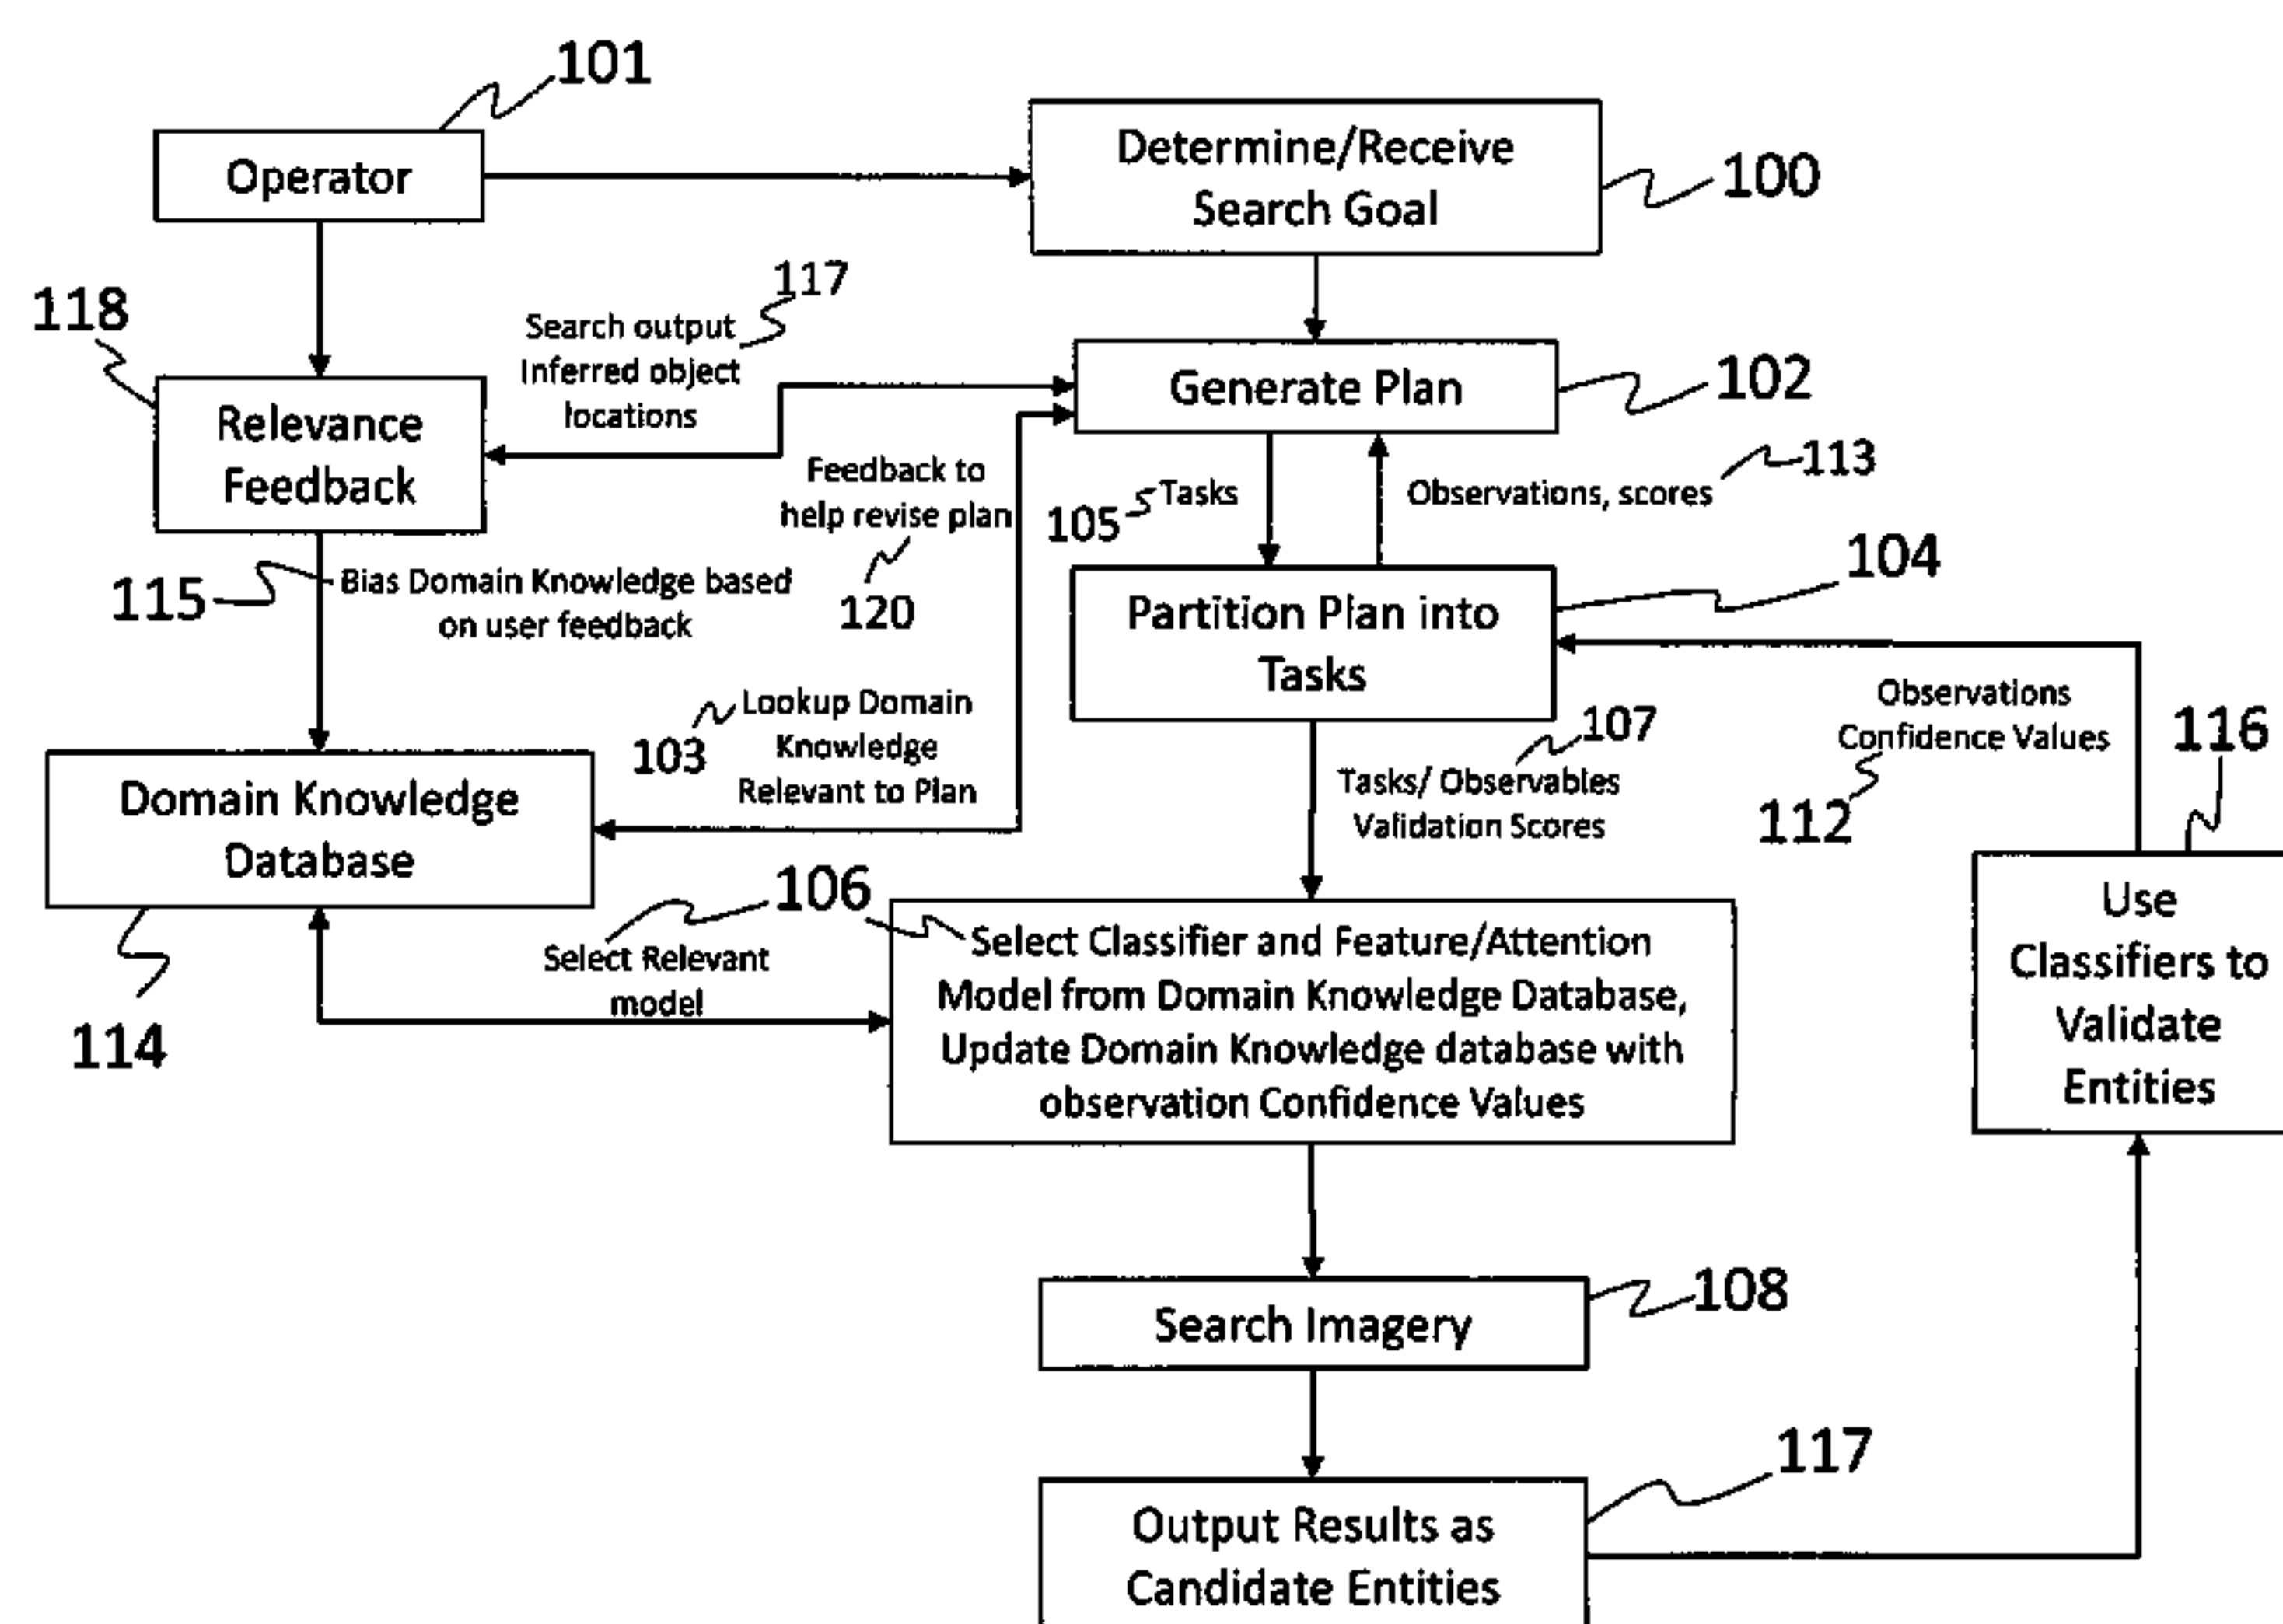 101
Operator
Determine/Receive
Search Goal
100
117
Search output
Inferred object
locations
118
Relevance
Feedback
Generate Plan
102
Feedback to
help revise plan
120
105
Tasks
Observations, scores
113
115
Bias Domain Knowledge based
on user feedback
104
Partition Plan into
Tasks
103
Lookup Domain
Knowledge
Relevant to Plan
107
Tasks/ Observables
Validation Scores
Observations
Confidence Values
112
116
Domain Knowledge
Database
114
106
Select Relevant
model
Select Classifier and Feature/Attention
Model from Domain Knowledge Database,
Update Domain Knowledge database with
observation Confidence Values
Use
Classifiers to
Validate
Entities
Search Imagery
108
117
Output Results as
Candidate Entities